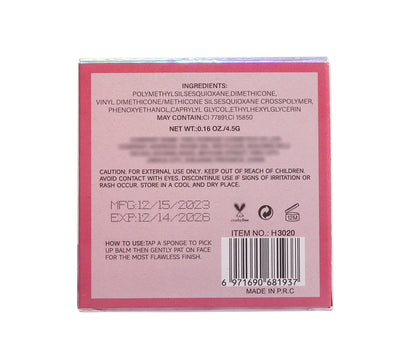 INGREDIENTS:
POLYMETHYLSILSESQUIOXANE,DIMETHICONE,
VINYL DIMETHICONE/METHICONE SILSESQUIOXANE CROSSPOLYMER,
PHENOXYETHANOL,CAPRYLYL GLYCOL,ETHYLHEXYLGLYCERIN
MAY CONTAIN:CI 77891,CI 15850
NET WT.:0.16 OZ./4.5G
CAUTION: FOR EXTERNAL USE ONLY. KEEP OUT OF REACH OF CHILDREN.
AVOID CONTACT WITH EYES. DISCONTINUE USE IF SIGNS OF IRRITATION OR
RASH OCCUR. STORE IN A COOL AND DRY PLACE.
MFG:12/15/2023
EXP:12/14/2026
crueltyfree
12M
ITEM NO.: H3020
HOW TO USE:TAP A SPONGE TO PICK
UP BALM THEN GENTLY PAT ON FACE
FOR THE MOST FLAWLESS FINISH.
6 971690 681937
MADE IN P.R.C